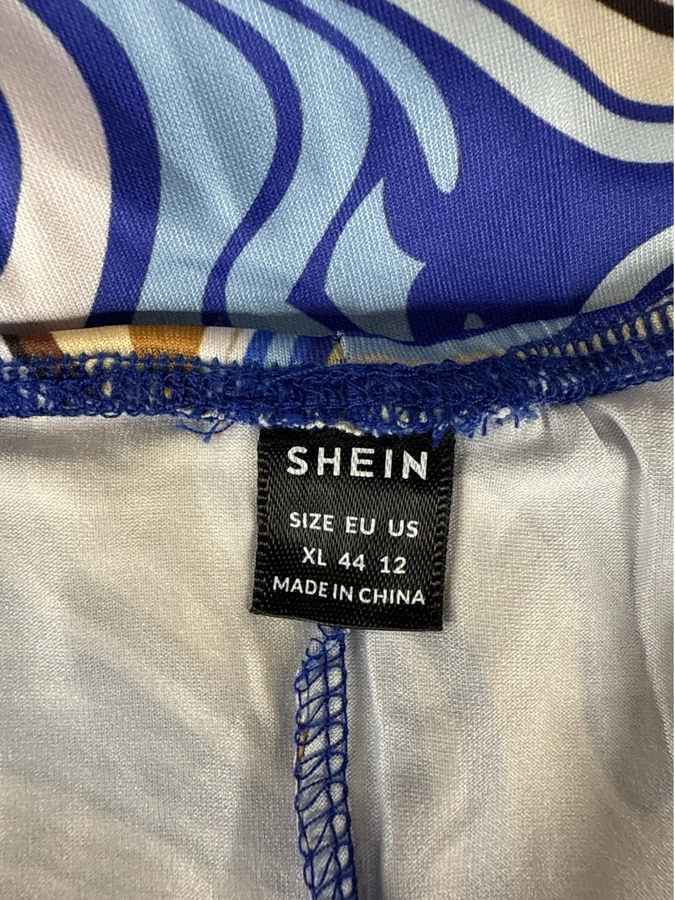 SHEIN
SIZE EU US
XL 44 12
MADE IN CHINA